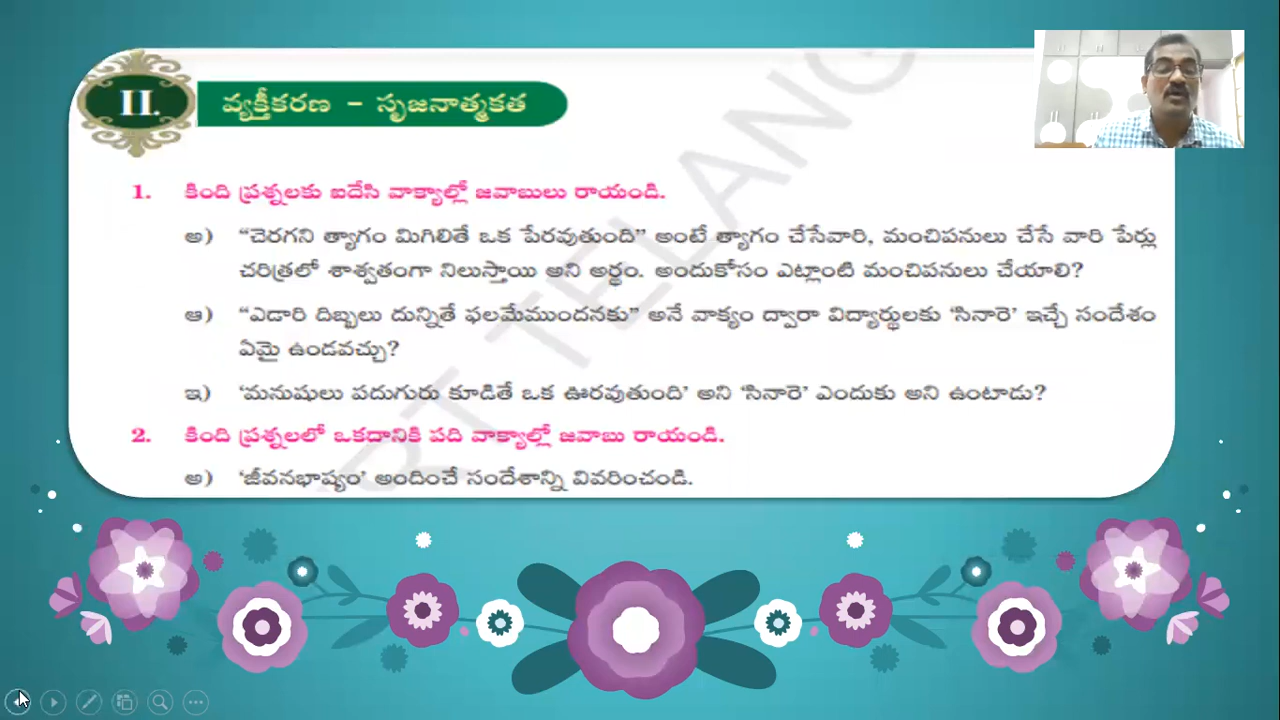 II. వ్యక్తీకరణ – సృజనాత్మకత
1. కింది ప్రశ్నలకు ఐదేసి వాక్యాల్లో జవాబులు రాయండి.
అ) “చెరగని త్యాగం మిగిలితే ఒక పేరవుతుంది” అంటే త్యాగం చేసేవారి, మంచిపనులు చేసే వారి పేర్లు
చరిత్రలో శాశ్వతంగా నిలుస్తాయి అని అర్థం. అందుకోసం ఎట్లాంటి మంచిపనులు చేయాలి?
ఆ) “ఎడారి దిబ్బలు దున్నితే ఫలమేముందనకు” అనే వాక్యం ద్వారా విద్యార్థులకు ‘సినారె’ ఇచ్చే సందేశం
ఏమై ఉండవచ్చు?
ఇ) ‘మనుషులు పదుగురు కూడితే ఒక ఊరవుతుంది’ అని ‘సినారె’ ఎందుకు అని ఉంటాడు?
2. కింది ప్రశ్నలలో ఒకదానికి పది వాక్యాల్లో జవాబు రాయండి.
అ) ‘జీవనభాష్యం’ అందించే సందేశాన్ని వివరించండి.
RT TELANG